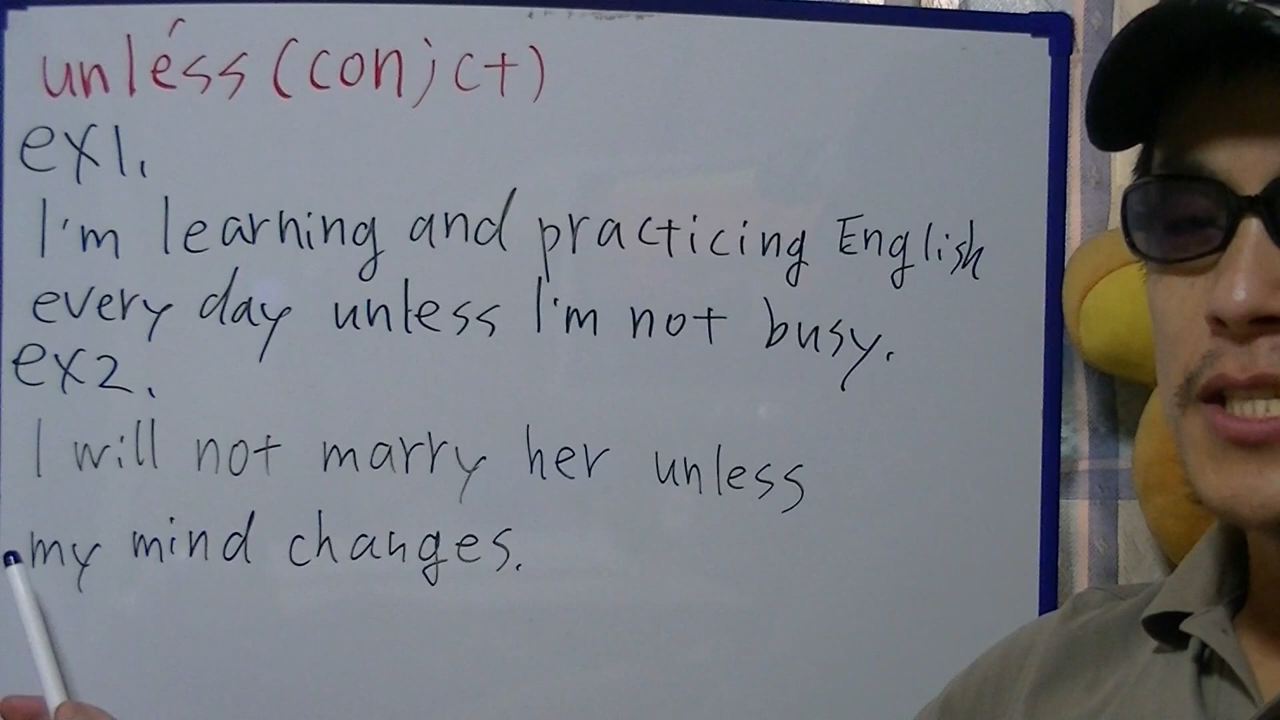 unléss (conjct)
ex1.
I'm learning and practicing English
every day unless I'm not busy.
ex2.
I will not marry her unless
my mind changes.